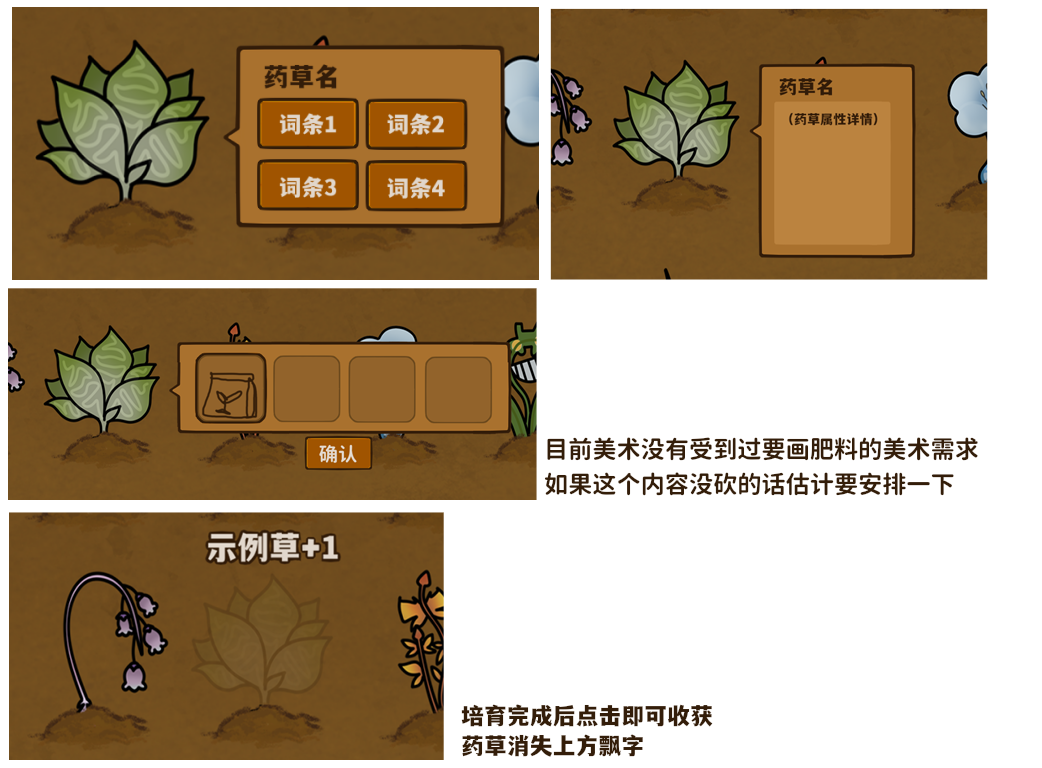 药草名
词条1
词条2
词条3
词条4
药草名
（药草属性详情）
确认
目前美术没有受到过要画肥料的美术需求
如果这个内容没砍的话估计要安排一下
示例草+1
培育完成后点击即可收获
药草消失上方飘字